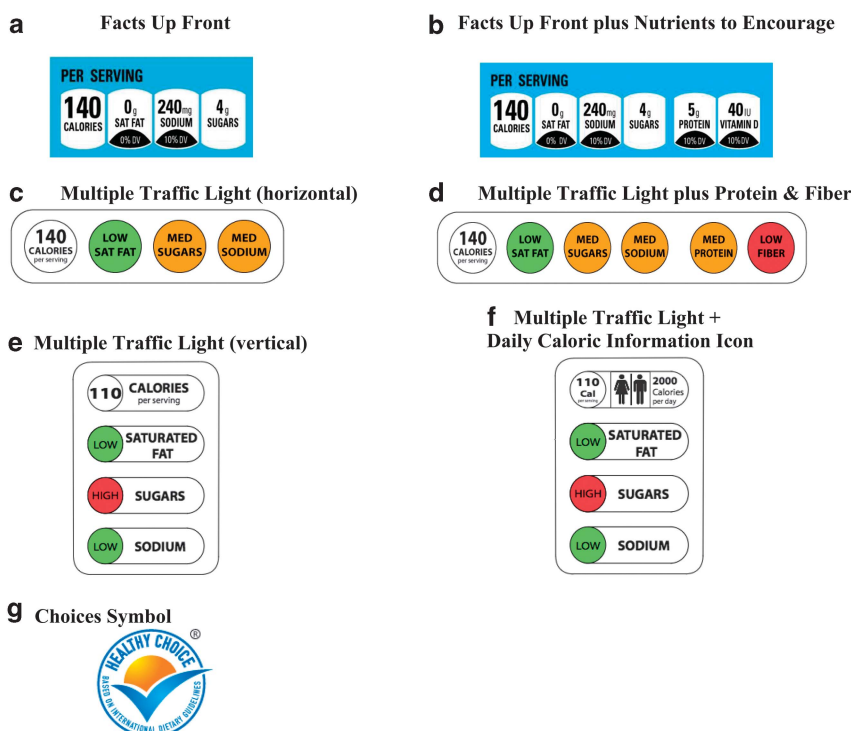 a Facts Up Front
PER SERVING
140 CALORIES
0g SAT FAT 0% DV
240mg SODIUM 10% DV
4g SUGARS
b Facts Up Front plus Nutrients to Encourage
PER SERVING
140 CALORIES
0g SAT FAT 0% DV
240mg SODIUM 10% DV
4g SUGARS
5g PROTEIN 10% DV
40IU VITAMIN D 10% DV
c Multiple Traffic Light (horizontal)
140 CALORIES per serving
LOW SAT FAT
MED SUGARS
MED SODIUM
d Multiple Traffic Light plus Protein & Fiber
140 CALORIES per serving
LOW SAT FAT
MED SUGARS
MED SODIUM
MED PROTEIN
LOW FIBER
e Multiple Traffic Light (vertical)
110 CALORIES
per serving
LOW SATURATED
FAT
HIGH SUGARS
LOW SODIUM
f Multiple Traffic Light +
Daily Caloric Information Icon
110 Cal per serving
2000 Calories per day
LOW SATURATED
FAT
HIGH SUGARS
LOW SODIUM
g Choices Symbol
HEALTHY CHOICE ®
BASED ON INTERNATIONAL DIETARY GUIDELINES